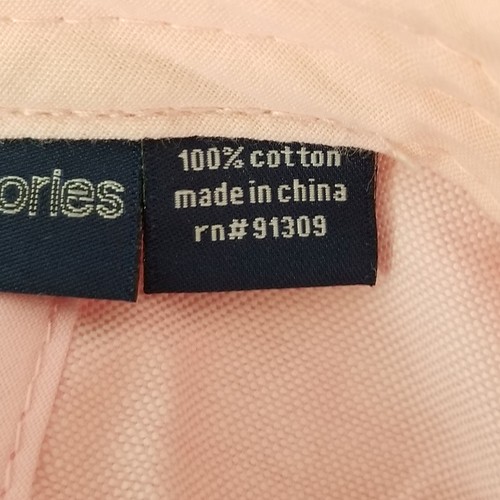 ories
100% cotton
made in china
rn#91309